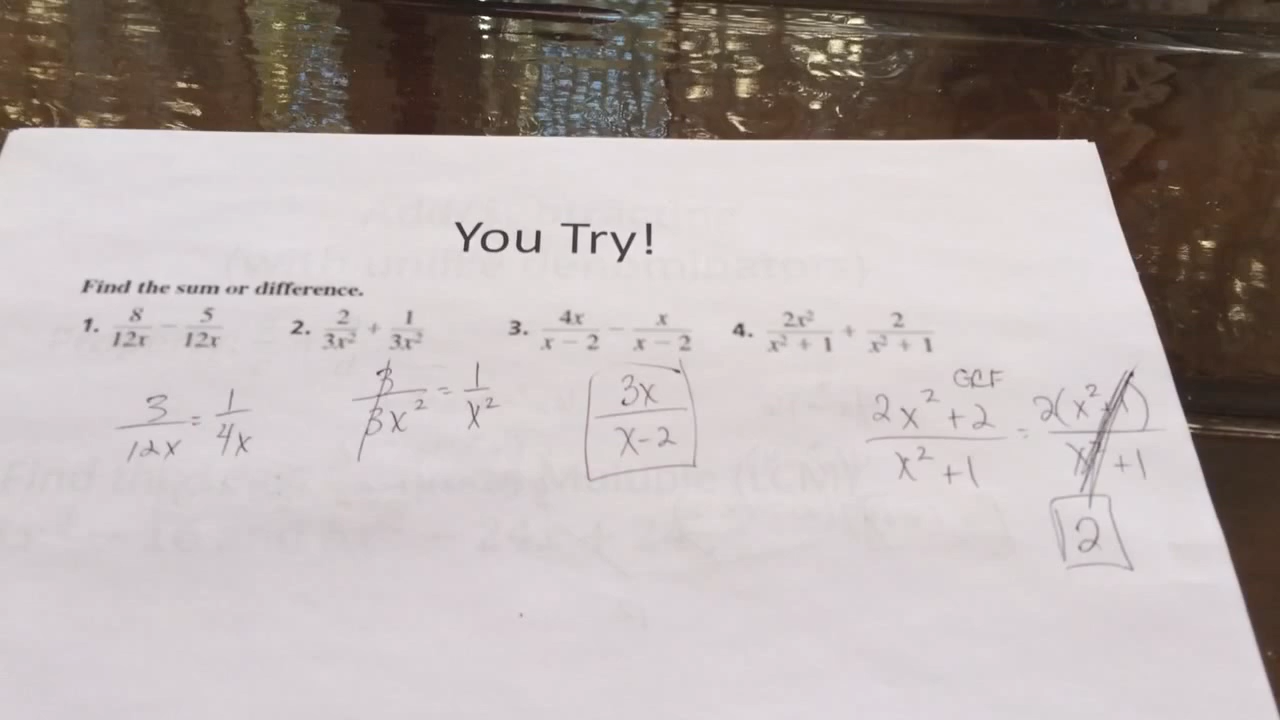 You Try!
Find the sum or difference.
1. 8/12x - 5/12x 2. 2/3x² + 1/3x² 3. 4x/x - 2 - x/x - 2 4. 2x²/x² + 1 + 2/x² + 1
3/12x = 1/4x
3/3x² = 1/x²
3x/x-2
GCF
2x²+2/x²+1 = 2(x²+1)/x²+1
2